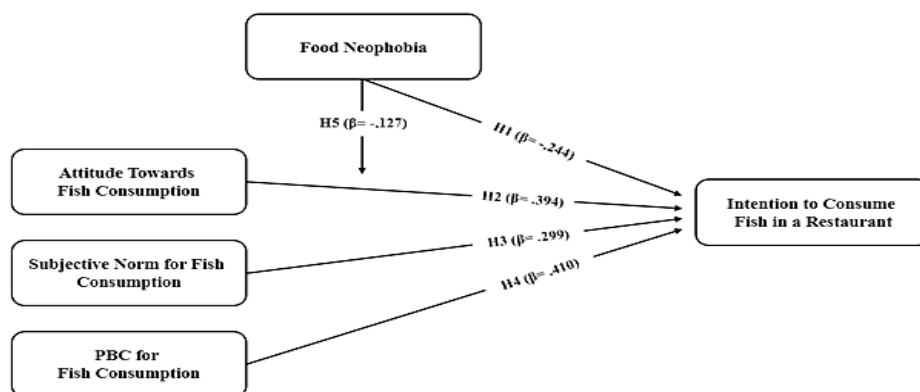 Food Neophobia
H5 (β= -.127)
H1 (β= -.244)
Attitude Towards
Fish Consumption
H2 (β= .394)
Intention to Consume
Fish in a Restaurant
Subjective Norm for Fish
Consumption
H3 (β= .299)
H4 (β= .410)
PBC for
Fish Consumption